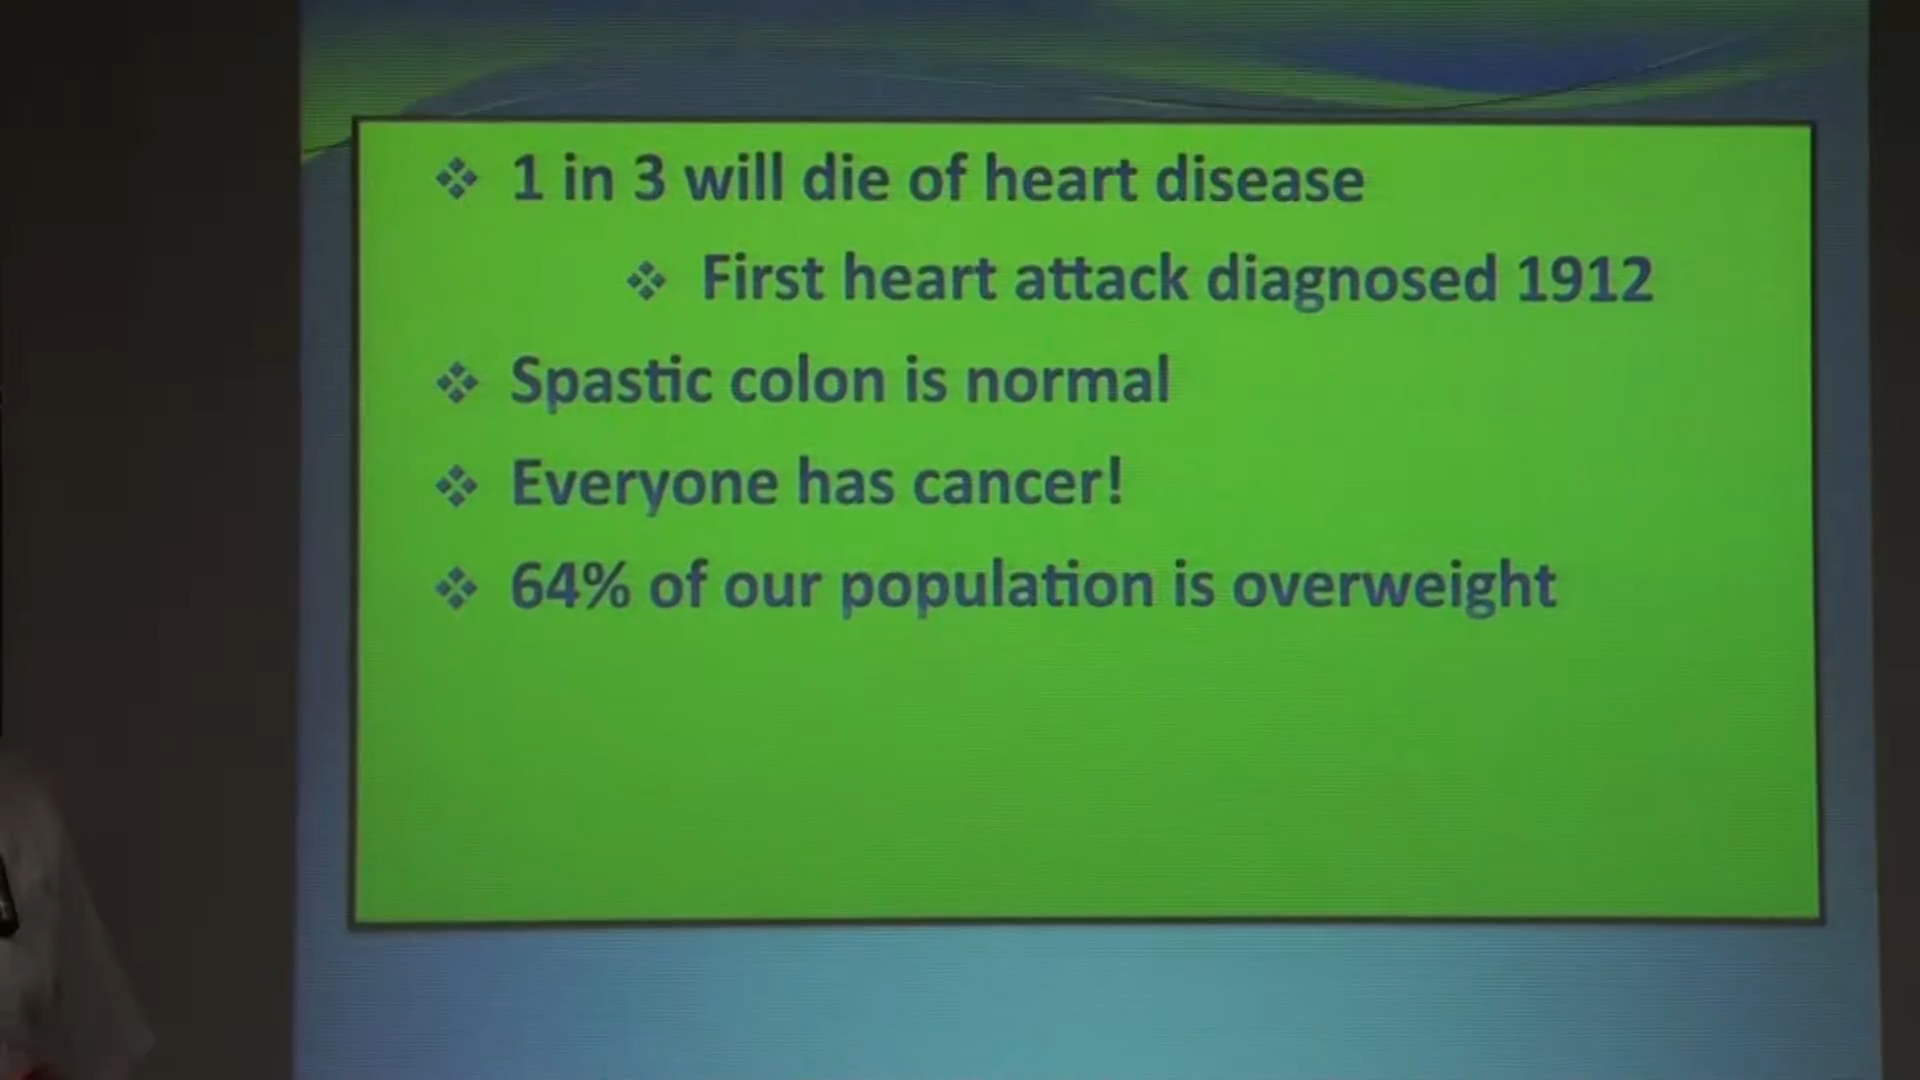 ❖ 1 in 3 will die of heart disease
❖ First heart attack diagnosed 1912
❖ Spastic colon is normal
❖ Everyone has cancer!
❖ 64% of our population is overweight